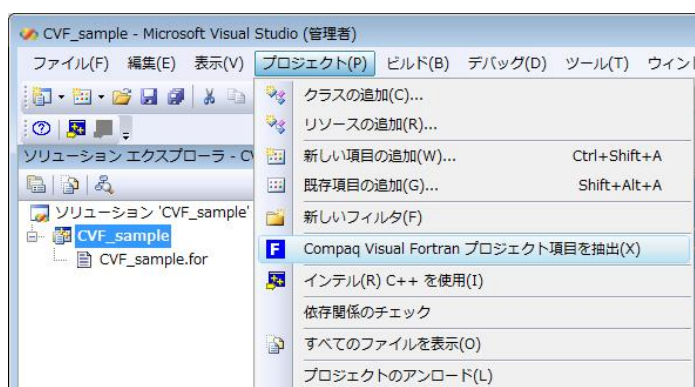 CVF_sample - Microsoft Visual Studio (管理者)
ファイル(F) 編集(E) 表示(V) プロジェクト(P) ビルド(B) デバッグ(D) ツール(T) ウィン
クラスの追加(C)...
リソースの追加(R)...
ソリューション エクスプローラ - C
新しい項目の追加(W)... Ctrl+Shift+A
既存項目の追加(G)... Shift+Alt+A
ソリューション 'CVF_sample'
新しいフィルタ(F)
CVF_sample
Compaq Visual Fortran プロジェクト項目を抽出(X)
CVF_sample.for
インテル(R) C++ を使用(I)
依存関係のチェック
すべてのファイルを表示(O)
プロジェクトのアンロード(L)